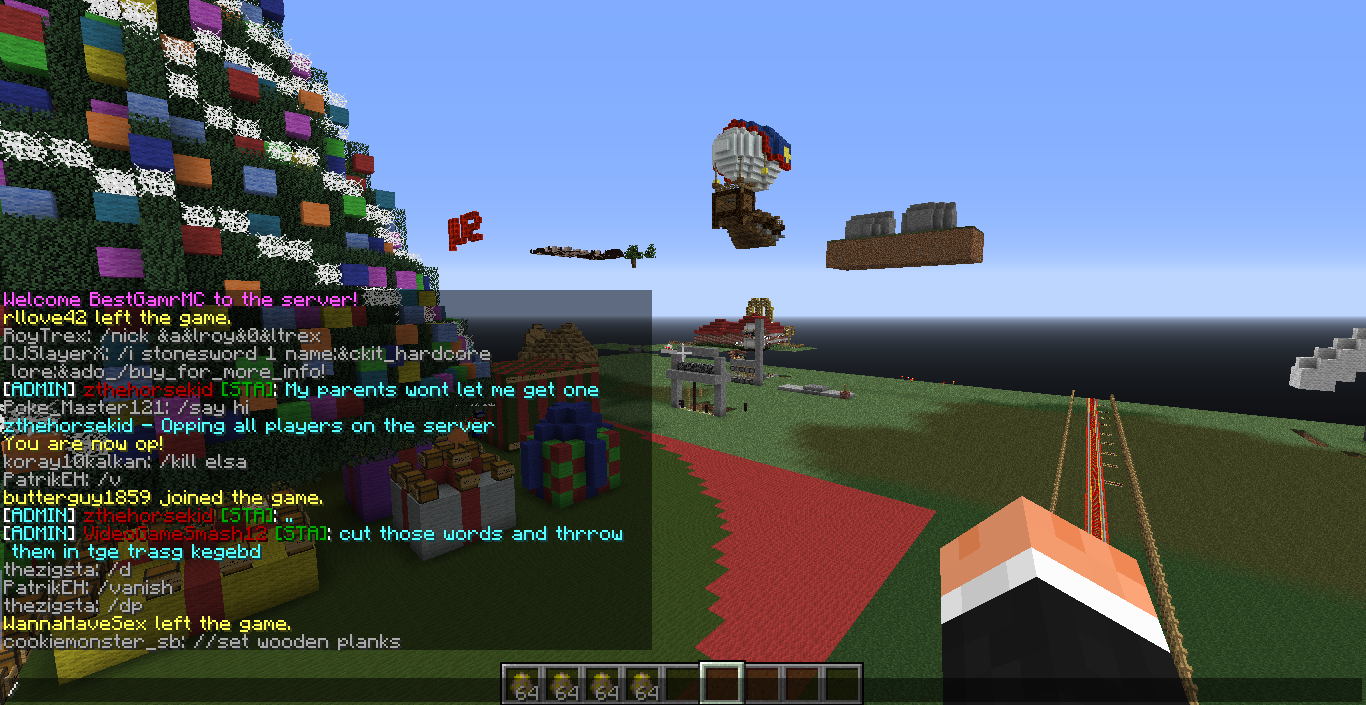 Welcome BestGamrMC to the server!
rllove42 left the game.
RoyTrex: /nick &a&lroy&0&ltrex
DJSlayerX: /i stonesword 1 name:&ckit_hardcore
lore:&ado_/buy_for_more_info!
[ADMIN] zthehorsekid [STA]: My parents wont let me get one
Poke_Master121: /say hi
zthehorsekid - Opping all players on the server
You are now op!
koray10kalkan: /kill elsa
PatrikEH: /v
butterguy1859 joined the game.
[ADMIN] zthehorsekid [STA]: ..
[ADMIN] VideoGameSmash12 [STA]: cut those words and thrrow
them in tge trasg kegebd
thezigsta: /d
PatrikEH: /vanish
thezigsta: /dp
WannaHaveSex left the game.
cookiemonster_sb: //set wooden planks
/
64 64 64 64